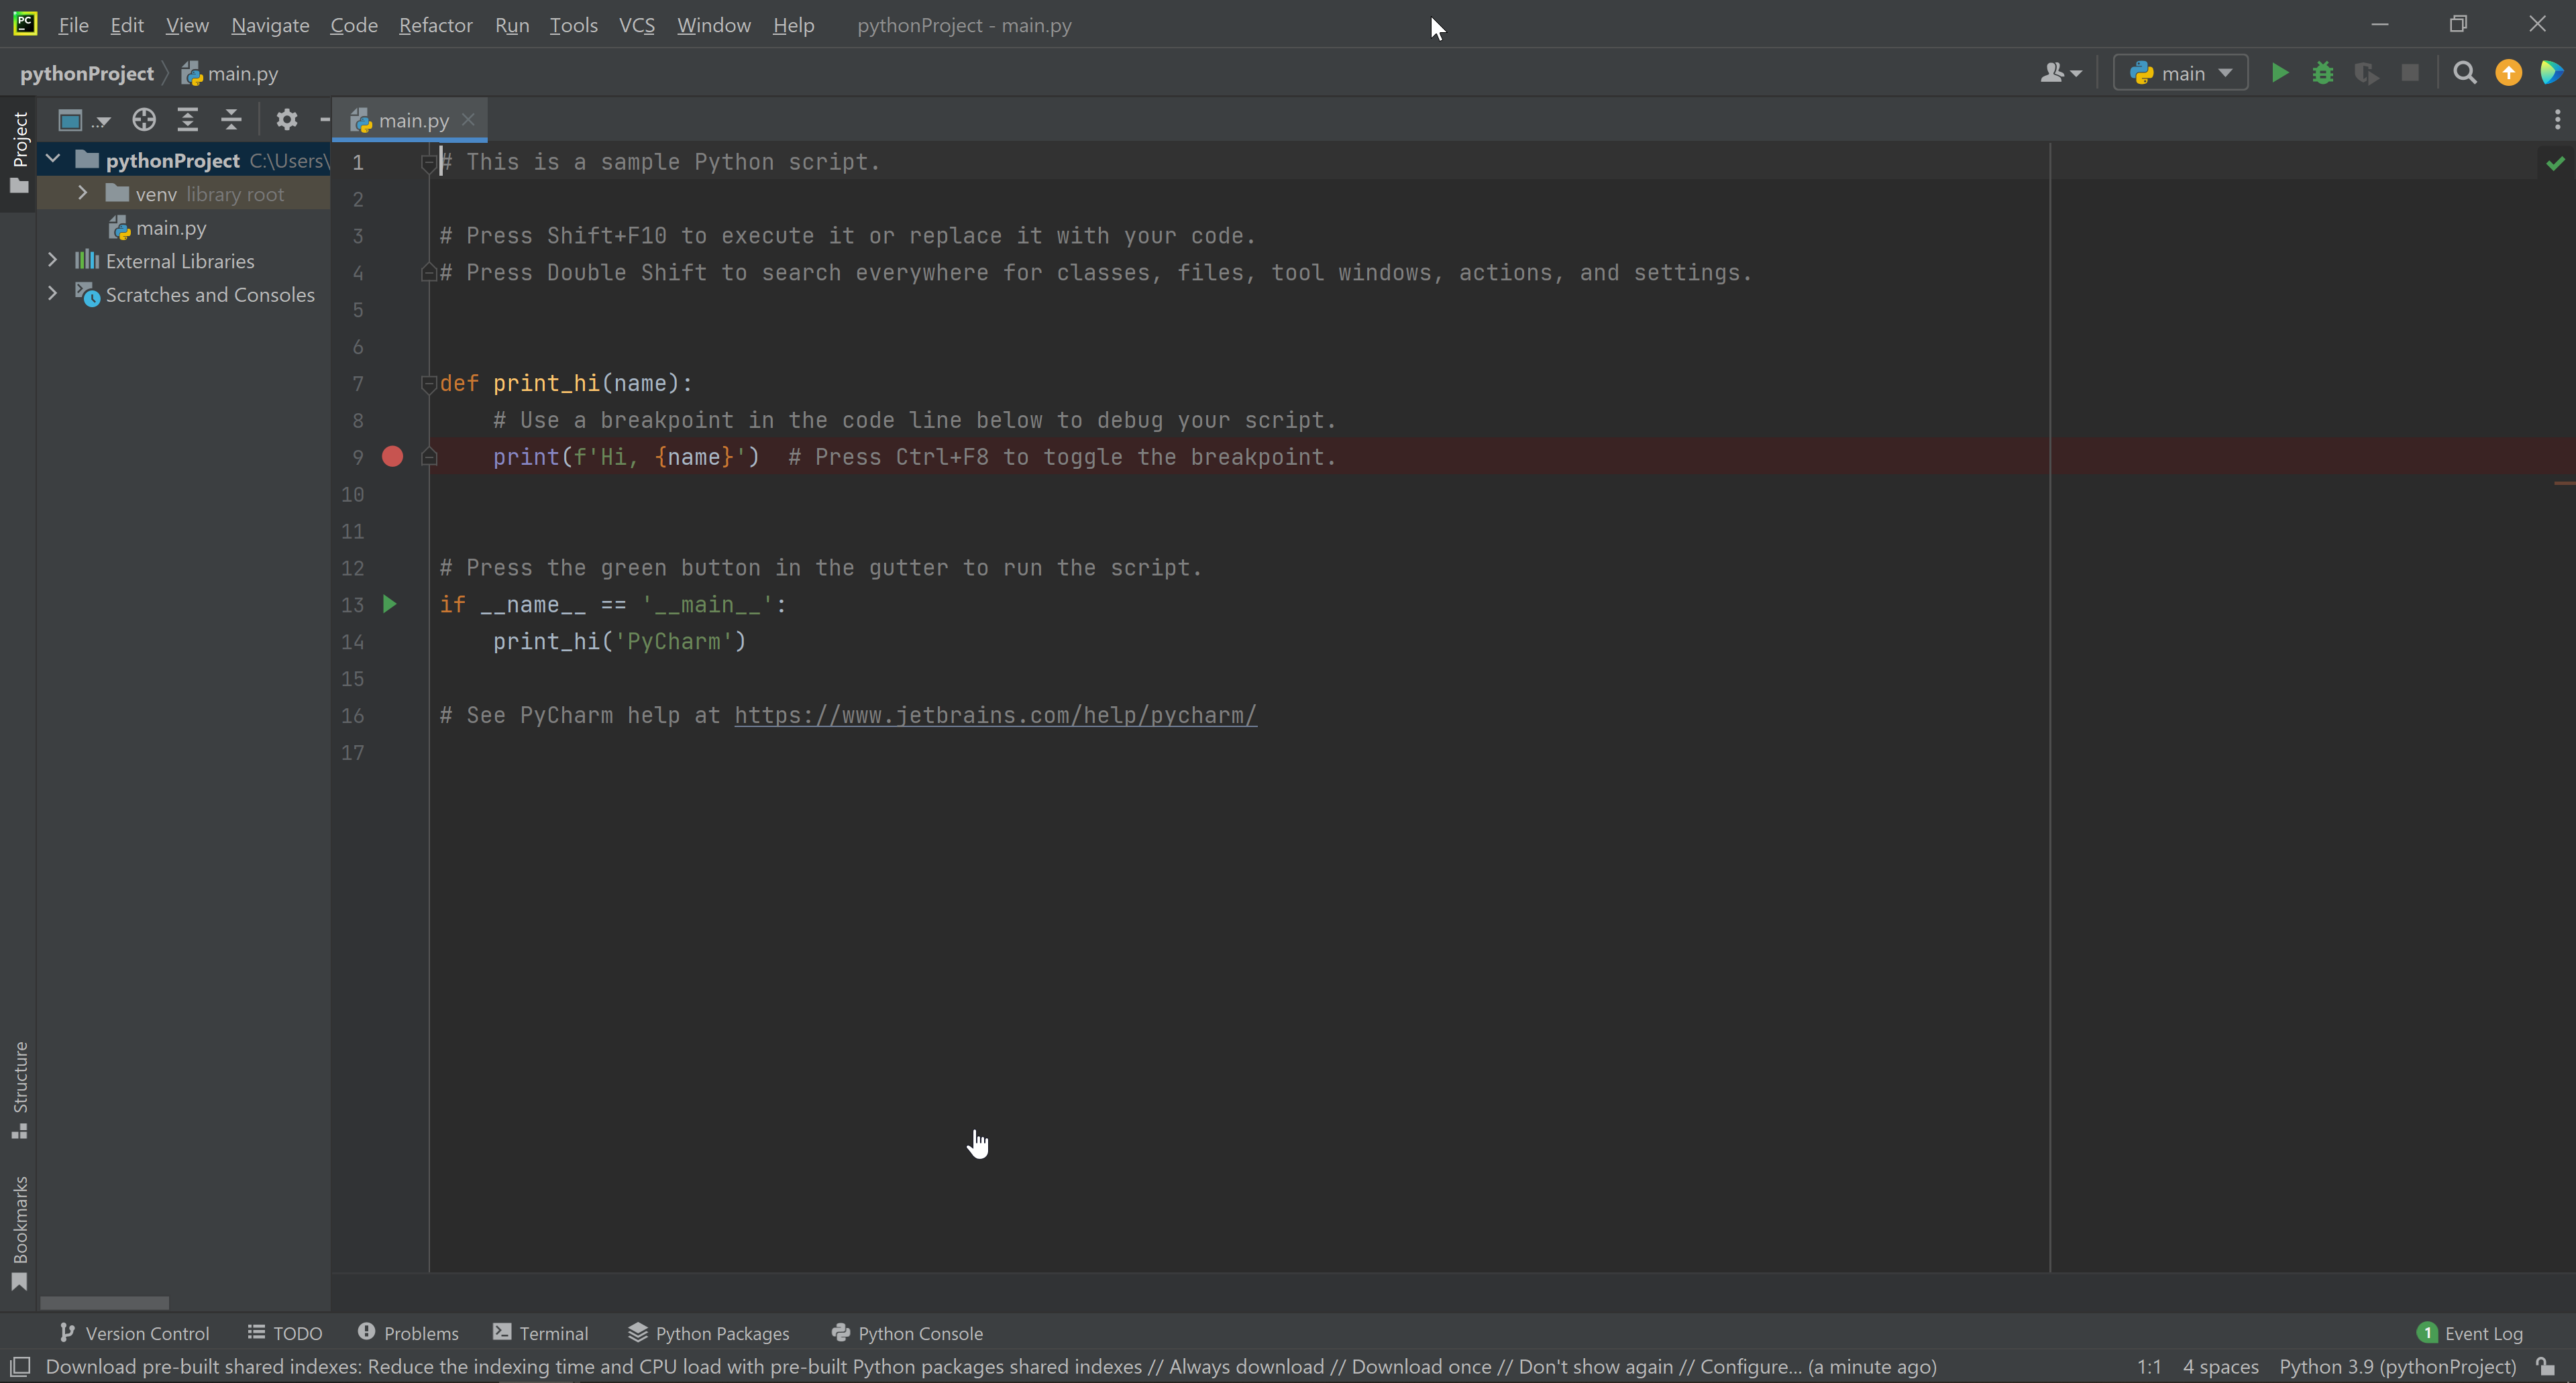 PC
File Edit View Navigate Code Refactor Run Tools VCS Window Help pythonProject - main.py
pythonProject main.py
main
Project
...
main.py
pythonProject C:\Users\
venv library root
main.py
External Libraries
Scratches and Consoles
1 # This is a sample Python script.
2
3 # Press Shift+F10 to execute it or replace it with your code.
4 # Press Double Shift to search everywhere for classes, files, tool windows, actions, and settings.
5
6
7 def print_hi(name):
8 # Use a breakpoint in the code line below to debug your script.
9 print(f'Hi, {name}') # Press Ctrl+F8 to toggle the breakpoint.
10
11
12 # Press the green button in the gutter to run the script.
13 if __name__ == '__main__':
14 print_hi('PyCharm')
15
16 # See PyCharm help at https://www.jetbrains.com/help/pycharm/
17
Structure
Bookmarks
Version Control TODO Problems Terminal Python Packages Python Console 1 Event Log
Download pre-built shared indexes: Reduce the indexing time and CPU load with pre-built Python packages shared indexes // Always download // Download once // Don't show again // Configure... (a minute ago) 1:1 4 spaces Python 3.9 (pythonProject)